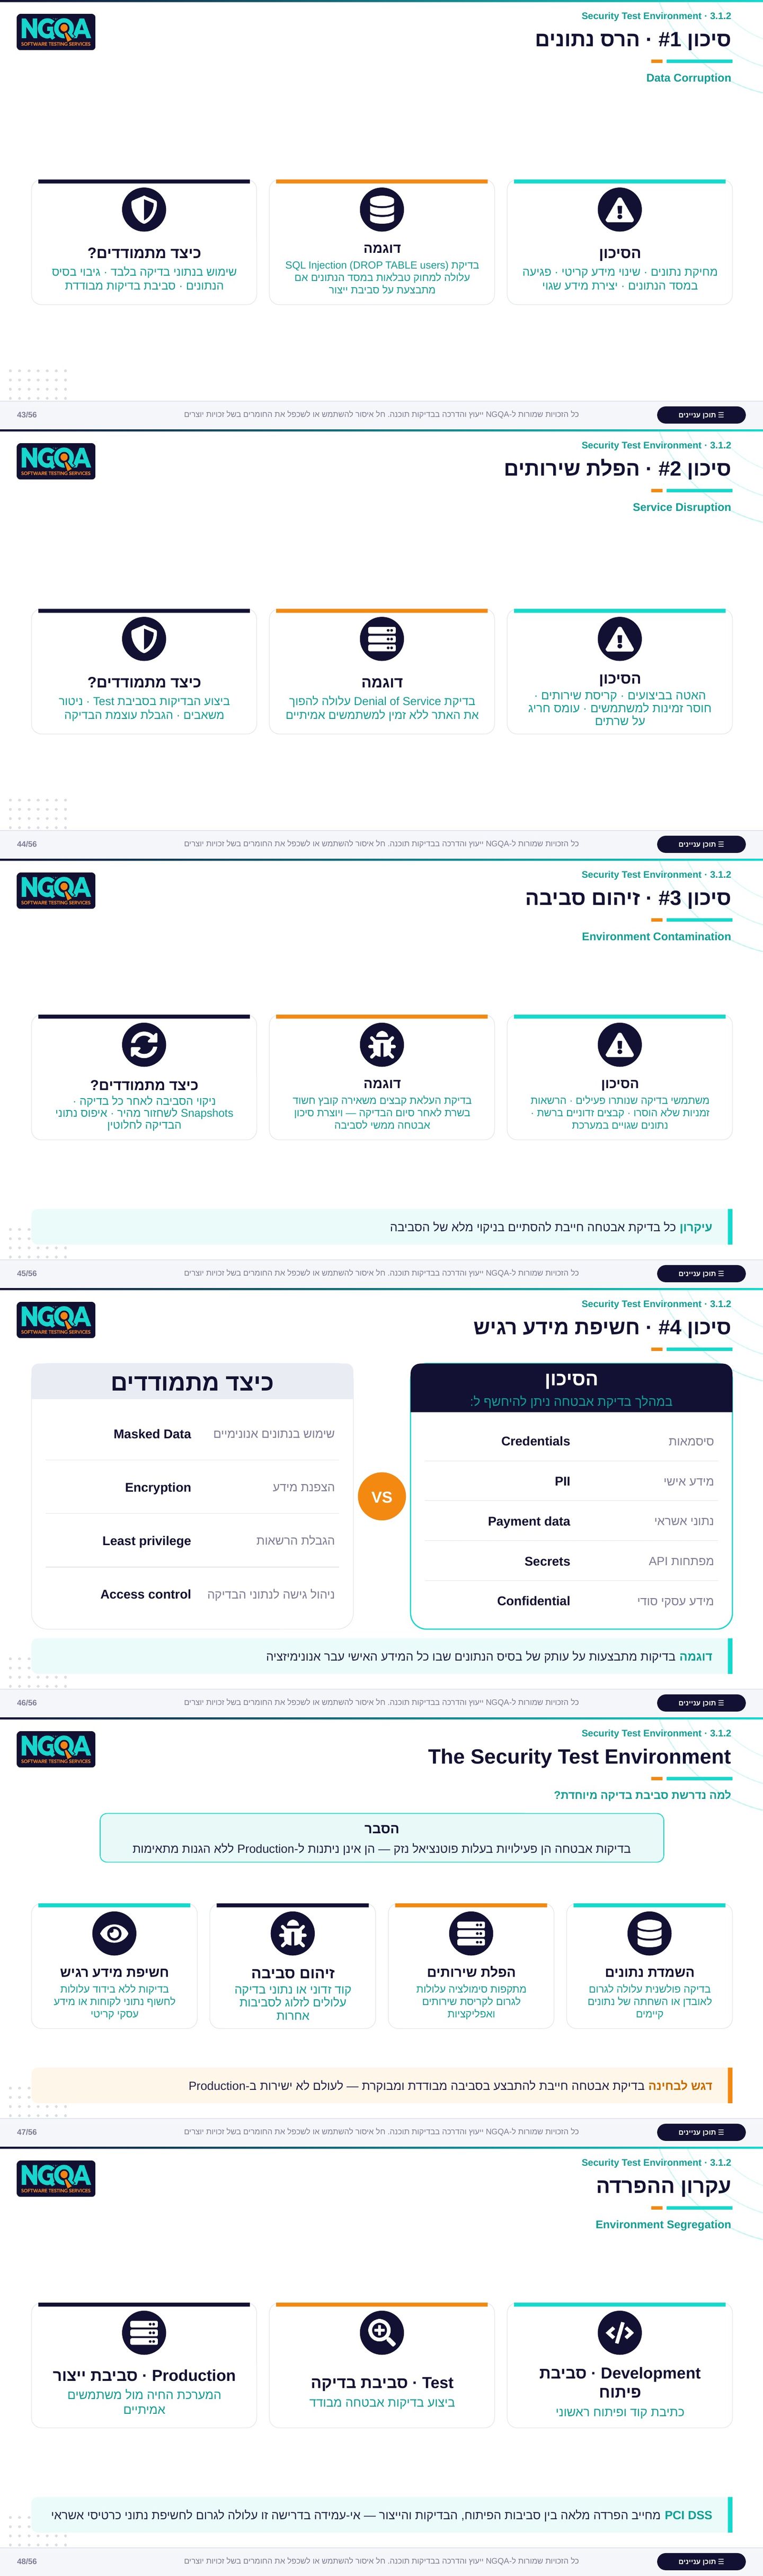 Security Test Environment · 3.1.2
NGQA
SOFTWARE TESTING SERVICES
סיכון #1 · הרס נתונים
Data Corruption
הסיכון
מחיקת נתונים · שינוי מידע קריטי · פגיעה
במסד הנתונים · יצירת מידע שגוי
דוגמה
בדיקת SQL Injection (DROP TABLE users)
עלולה למחוק טבלאות במסד הנתונים אם
מתבצעת על סביבת ייצור
כיצד מתמודדים?
שימוש בנתוני בדיקה בלבד · גיבוי בסיס
הנתונים · סביבת בדיקות מבודדת
☰ תוכן עניינים
כל הזכויות שמורות ל-NGQA ייעוץ והדרכה בבדיקות תוכנה. חל איסור להשתמש או לשכפל את החומרים בשל זכויות יוצרים
43/56
Security Test Environment · 3.1.2
NGQA
SOFTWARE TESTING SERVICES
סיכון #2 · הפלת שירותים
Service Disruption
הסיכון
האטה בביצועים · קריסת שירותים ·
חוסר זמינות למשתמשים · עומס חריג
על שרתים
דוגמה
בדיקת Denial of Service עלולה להפוך
את האתר ללא זמין למשתמשים אמיתיים
כיצד מתמודדים?
ביצוע הבדיקות בסביבת Test · ניטור
משאבים · הגבלת עוצמת הבדיקה
☰ תוכן עניינים
כל הזכויות שמורות ל-NGQA ייעוץ והדרכה בבדיקות תוכנה. חל איסור להשתמש או לשכפל את החומרים בשל זכויות יוצרים
44/56
Security Test Environment · 3.1.2
NGQA
SOFTWARE TESTING SERVICES
סיכון #3 · זיהום סביבה
Environment Contamination
הסיכון
משתמשי בדיקה שנותרו פעילים · הרשאות
זמניות שלא הוסרו · קבצים זדוניים ברשת ·
נתונים שגויים במערכת
דוגמה
בדיקת העלאת קבצים משאירה קובץ חשוד
בשרת לאחר סיום הבדיקה — ויוצרת סיכון
אבטחה ממשי לסביבה
כיצד מתמודדים?
ניקוי הסביבה לאחר כל בדיקה ·
Snapshots לשחזור מהיר · איפוס נתוני
הבדיקה לחלוטין
עיקרון כל בדיקת אבטחה חייבת להסתיים בניקוי מלא של הסביבה
☰ תוכן עניינים
כל הזכויות שמורות ל-NGQA ייעוץ והדרכה בבדיקות תוכנה. חל איסור להשתמש או לשכפל את החומרים בשל זכויות יוצרים
45/56
Security Test Environment · 3.1.2
NGQA
SOFTWARE TESTING SERVICES
סיכון #4 · חשיפת מידע רגיש
הסיכון
במהלך בדיקת אבטחה ניתן להיחשף ל:
סיסמאות Credentials
מידע אישי PII
נתוני אשראי Payment data
מפתחות API Secrets
מידע עסקי סודי Confidential
VS
כיצד מתמודדים
שימוש בנתונים אנונימיים Masked Data
הצפנת מידע Encryption
הגבלת הרשאות Least privilege
ניהול גישה לנתוני הבדיקה Access control
דוגמה בדיקות מתבצעות על עותק של בסיס הנתונים שבו כל המידע האישי עבר אנונימיזציה
☰ תוכן עניינים
כל הזכויות שמורות ל-NGQA ייעוץ והדרכה בבדיקות תוכנה. חל איסור להשתמש או לשכפל את החומרים בשל זכויות יוצרים
46/56
Security Test Environment · 3.1.2
NGQA
SOFTWARE TESTING SERVICES
The Security Test Environment
למה נדרשת סביבת בדיקה מיוחדת?
הסבר
בדיקות אבטחה הן פעילויות בעלות פוטנציאל נזק — הן אינן ניתנות ל-Production ללא הגנות מתאימות
השמדת נתונים
בדיקה פולשנית עלולה לגרום
לאובדן או השחתה של נתונים
קיימים
הפלת שירותים
מתקפות סימולציה עלולות
לגרום לקריסת שירותים
ואפליקציות
זיהום סביבה
קוד זדוני או נתוני בדיקה
עלולים לזלוג לסביבות
אחרות
חשיפת מידע רגיש
בדיקות ללא בידוד עלולות
לחשוף נתוני לקוחות או מידע
עסקי קריטי
דגש לבחינה בדיקת אבטחה חייבת להתבצע בסביבה מבודדת ומבוקרת — לעולם לא ישירות ב-Production
☰ תוכן עניינים
כל הזכויות שמורות ל-NGQA ייעוץ והדרכה בבדיקות תוכנה. חל איסור להשתמש או לשכפל את החומרים בשל זכויות יוצרים
47/56
Security Test Environment · 3.1.2
NGQA
SOFTWARE TESTING SERVICES
עקרון ההפרדה
Environment Segregation
Development · סביבת
פיתוח
כתיבת קוד ופיתוח ראשוני
Test · סביבת בדיקה
ביצוע בדיקות אבטחה מבודד
Production · סביבת ייצור
המערכת החיה מול משתמשים
אמיתיים
PCI DSS מחייב הפרדה מלאה בין סביבות הפיתוח, הבדיקות והייצור — אי-עמידה בדרישה זו עלולה לגרום לחשיפת נתוני כרטיסי אשראי
☰ תוכן עניינים
כל הזכויות שמורות ל-NGQA ייעוץ והדרכה בבדיקות תוכנה. חל איסור להשתמש או לשכפל את החומרים בשל זכויות יוצרים
48/56